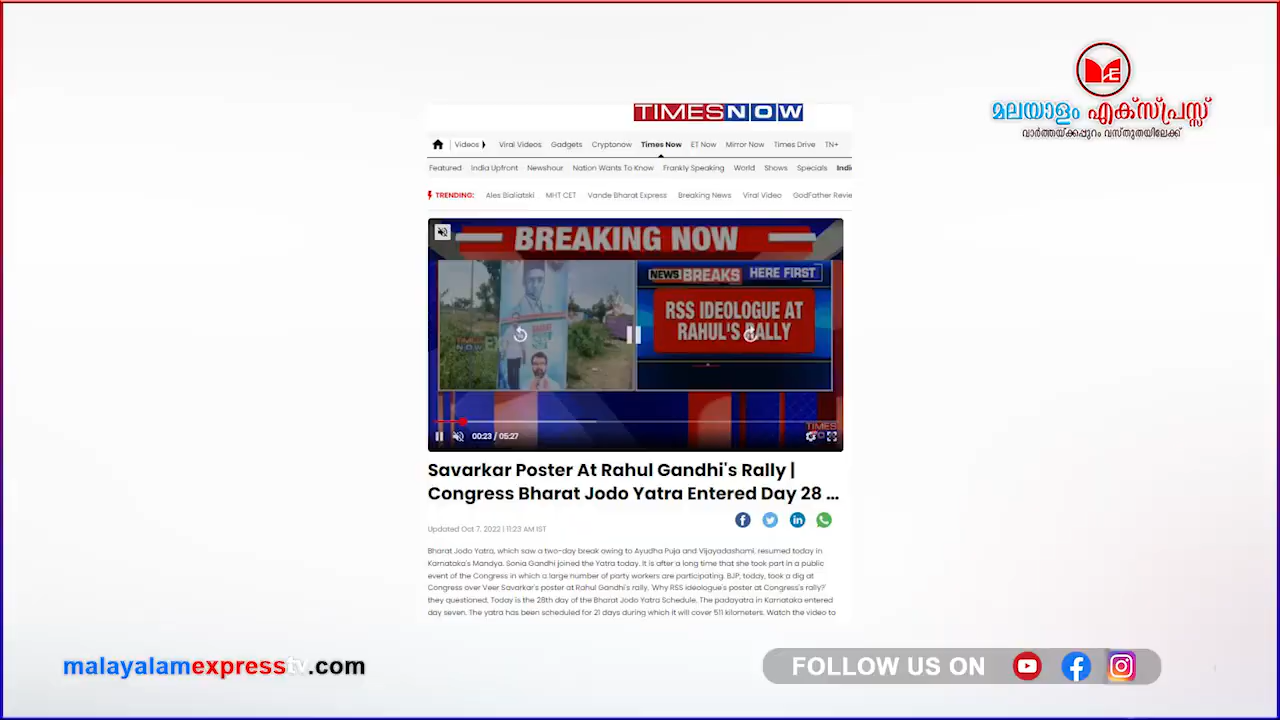 മലയാളം എക്സ്പ്രസ്സ്
വാർത്തയ്ക്കപ്പുറം വസ്തുതയിലേക്ക്
TIMES NOW
Videos Viral Videos Gadgets Cryptonow Times Now ET Now Mirror Now Times Drive TN+
Featured India Upfront Newshour Nation Wants To Know Frankly Speaking World Shows Specials Indi
TRENDING: Ales Bialiatski MHT CET Vande Bharat Express Breaking News Viral Video GodFather Revie
BREAKING NOW
NEWS BREAKS HERE FIRST
RSS IDEOLOGUE AT
RAHUL'S RALLY
00:23 / 05:27
Savarkar Poster At Rahul Gandhi's Rally |
Congress Bharat Jodo Yatra Entered Day 28 ...
Updated Oct 7, 2022 | 11:23 AM IST
Bharat Jodo Yatra, which saw a two-day break owing to Ayudha Puja and Vijayadashami, resumed today in
Karnataka's Mandya. Sonia Gandhi joined the Yatra today. It is after a long time that she took part in a public
event of the Congress in which a large number of party workers are participating. BJP, today, took a dig at
Congress over Veer Savarkar's poster at Rahul Gandhi's rally. 'Why RSS ideologue's poster at Congress's rally?'
they questioned. Today is the 28th day of the Bharat Jodo Yatra Schedule. The padayatra in Karnataka entered
day seven. The yatra has been scheduled for 21 days during which it will cover 511 kilometers. Watch the video to
malayalamexpresstv.com
FOLLOW US ON